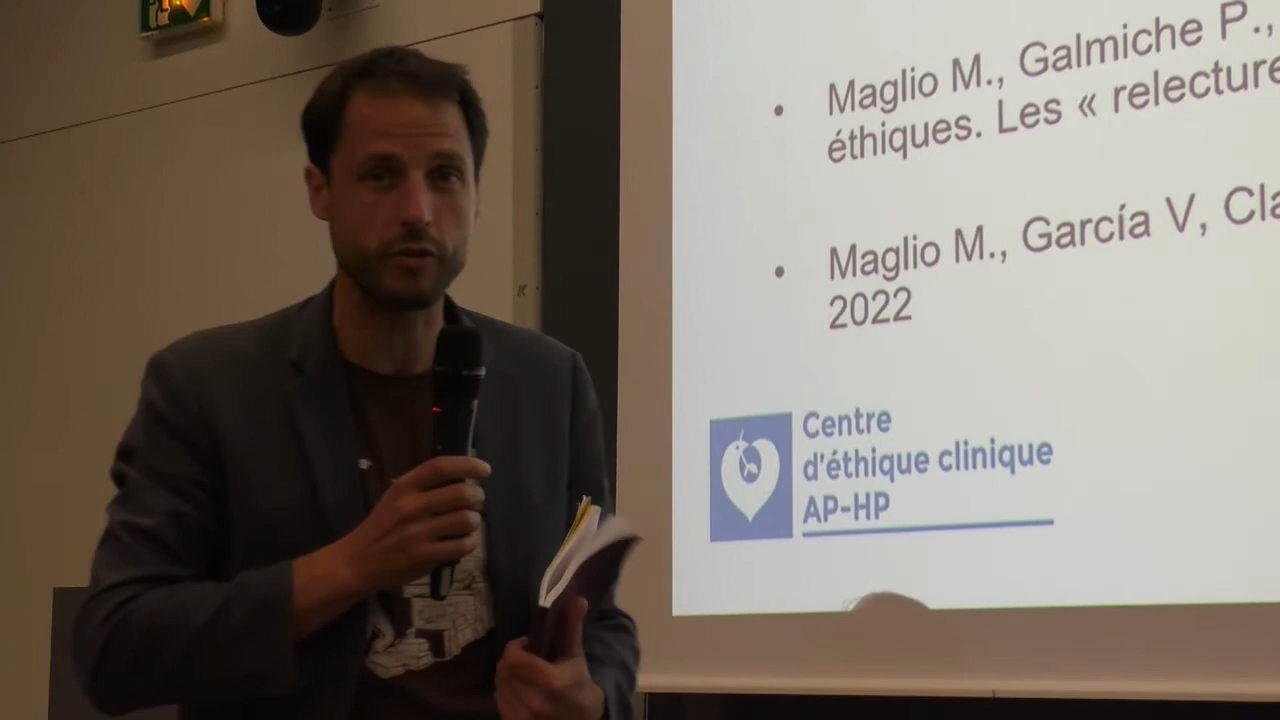 • Maglio M., Galmiche P.,
éthiques. Les « relecture
• Maglio M., García V, Cla
2022
Centre
d'éthique clinique
AP-HP